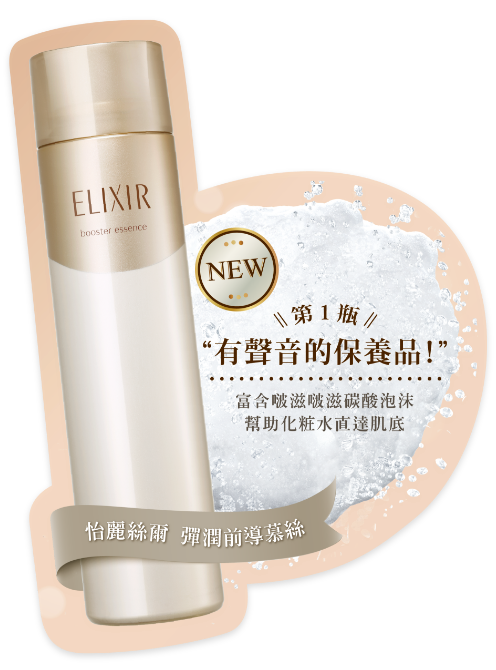 ELIXIR
booster essence
NEW
\\ 第1瓶 //
“有聲音的保養品!”
富含啵滋啵滋碳酸泡沫
幫助化粧水直達肌底
怡麗絲爾 彈潤前導慕絲